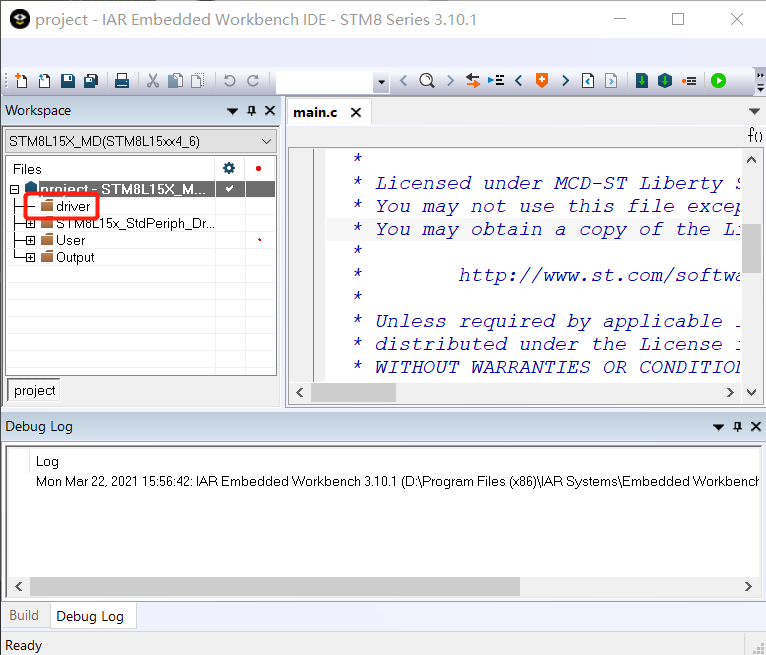 project - IAR Embedded Workbench IDE - STM8 Series 3.10.1
Workspace
STM8L15X_MD(STM8L15xx4_6)
Files
project - STM8L15X_M...
driver
STM8L15x_StdPeriph_Dr...
User
Output
project
main.c
f()
*
* Licensed under MCD-ST Liberty
* You may not use this file excep
* You may obtain a copy of the Li
*
* http://www.st.com/softwa
*
* Unless required by applicable
* distributed under the License
* WITHOUT WARRANTIES OR CONDITION
Debug Log
Log
Mon Mar 22, 2021 15:56:42: IAR Embedded Workbench 3.10.1 (D:\Program Files (x86)\IAR Systems\Embedded Workbench
Build
Debug Log
Ready